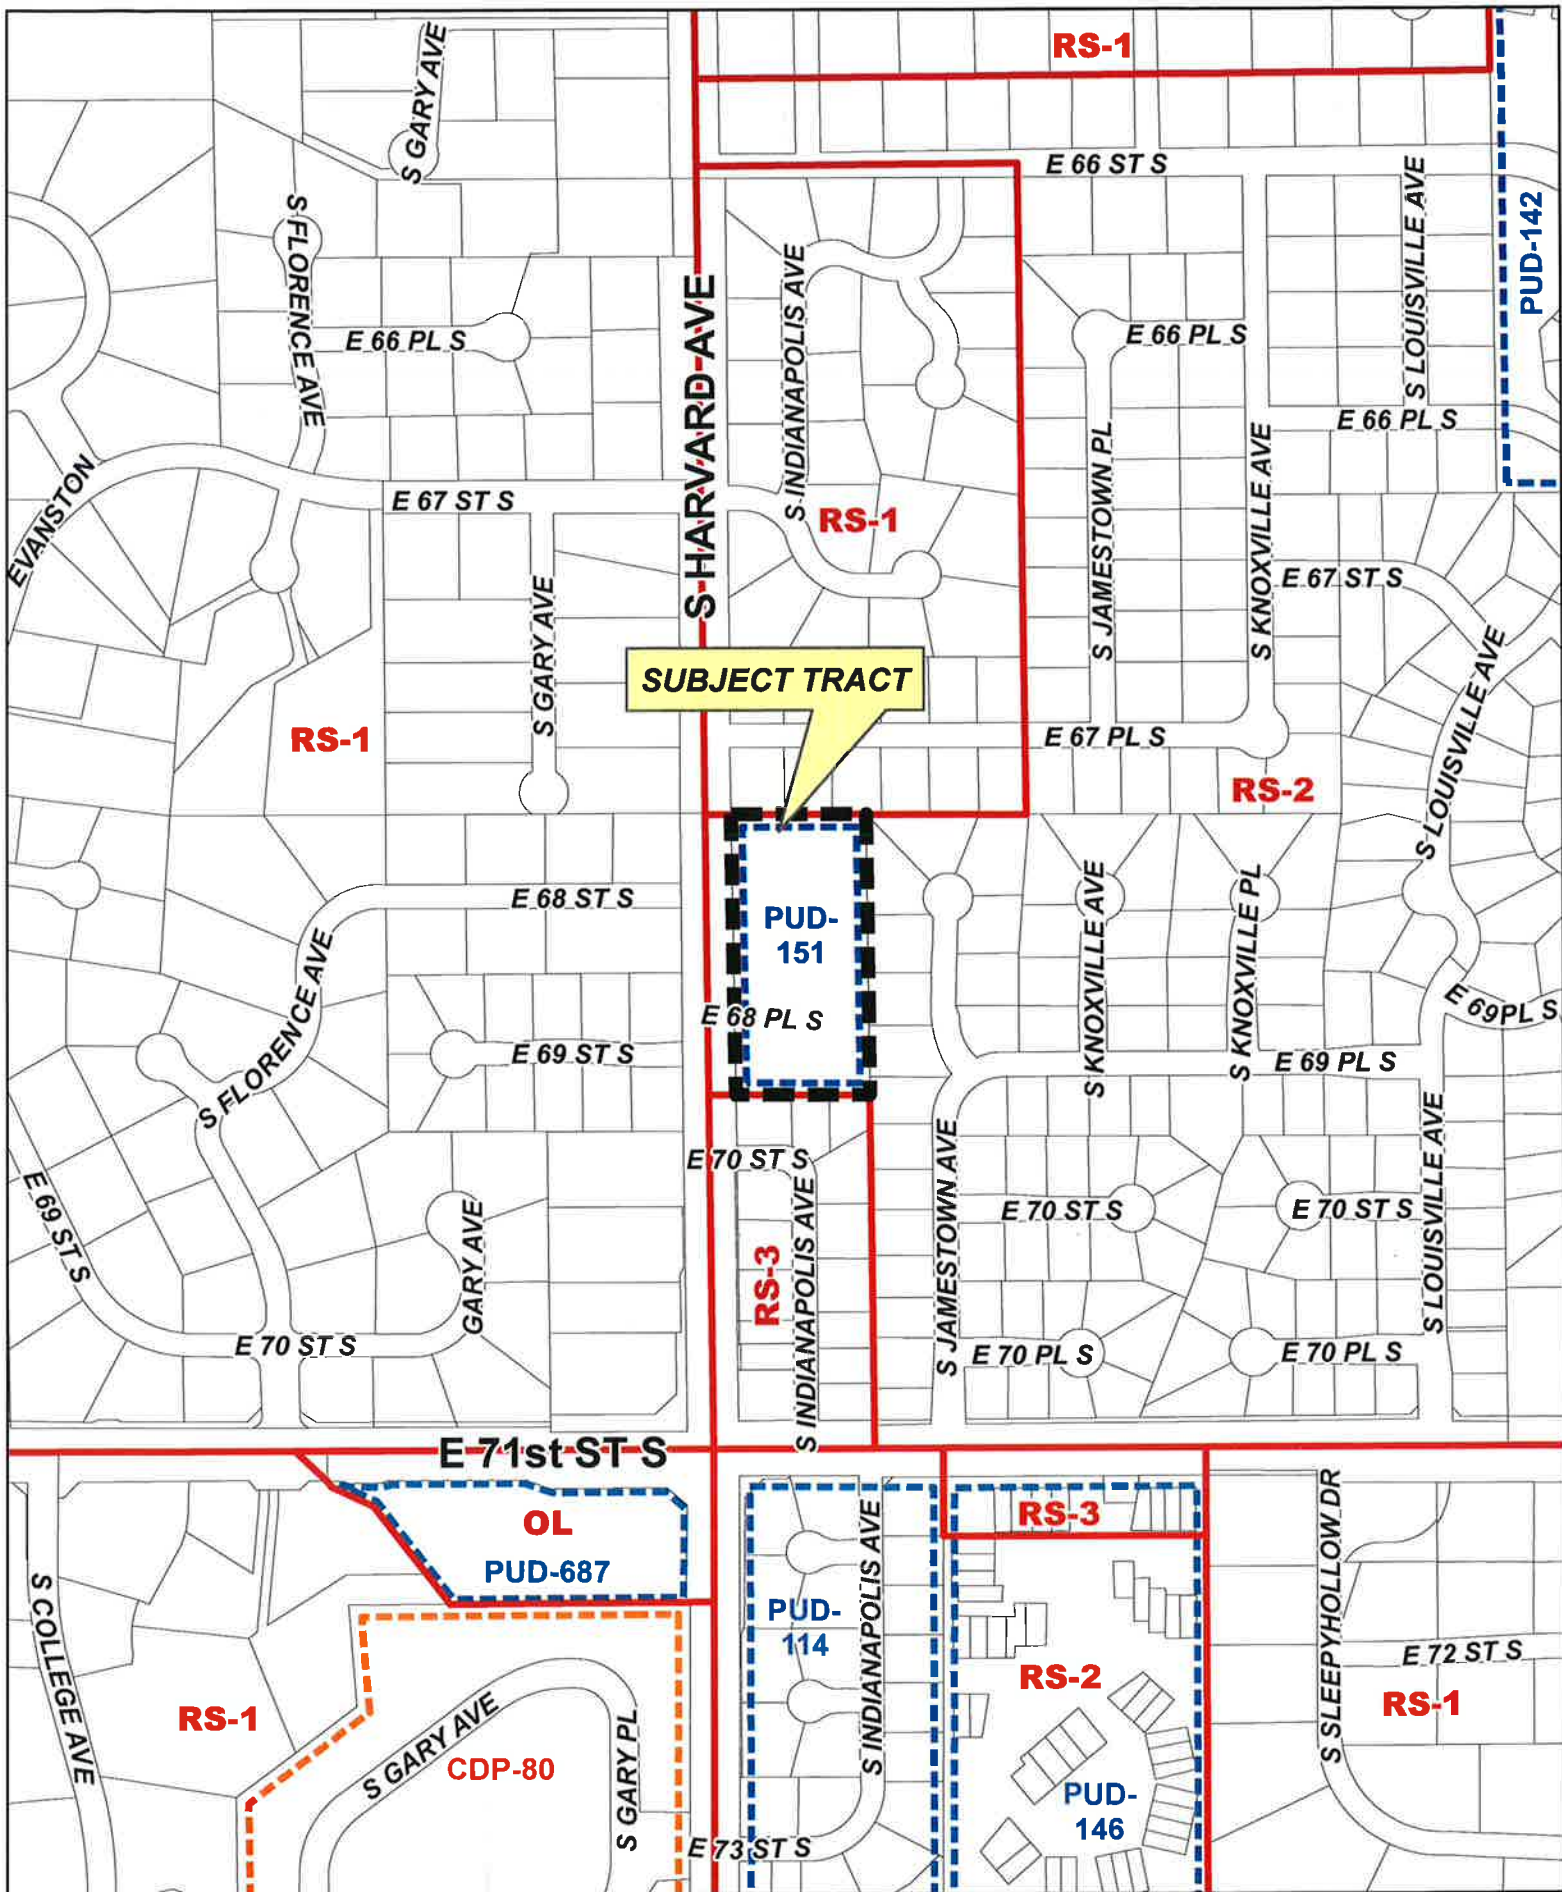 RS-1
S GARY AVE
E 66 ST S
S LOUISVILLE AVE
PUD-142
S FLORENCE AVE
S INDIANAPOLIS AVE
S HARVARD AVE
E 66 PL S
E 66 PL S
E 66 PL S
S JAMESTOWN PL
S KNOXVILLE AVE
EVANSTON
E 67 ST S
RS-1
E 67 ST S
S GARY AVE
S LOUISVILLE AVE
SUBJECT TRACT
RS-1
E 67 PL S
RS-2
E 68 ST S
PUD-
151
S KNOXVILLE AVE
S KNOXVILLE PL
S FLORENCE AVE
E 68 PL S
E 69 PL S
E 69 ST S
E 69 PL S
E 70 ST S
S JAMESTOWN AVE
S LOUISVILLE AVE
E 69 ST S
GARY AVE
S INDIANAPOLIS AVE
E 70 ST S
E 70 ST S
RS-3
E 70 ST S
E 70 PL S
E 70 PL S
E 71st ST S
OL
PUD-687
RS-3
S INDIANAPOLIS AVE
S SLEEPYHOLLOW DR
S COLLEGE AVE
PUD-
114
E 72 ST S
RS-2
RS-1
RS-1
S GARY AVE
CDP-80
S GARY PL
PUD-
146
E 73 ST S